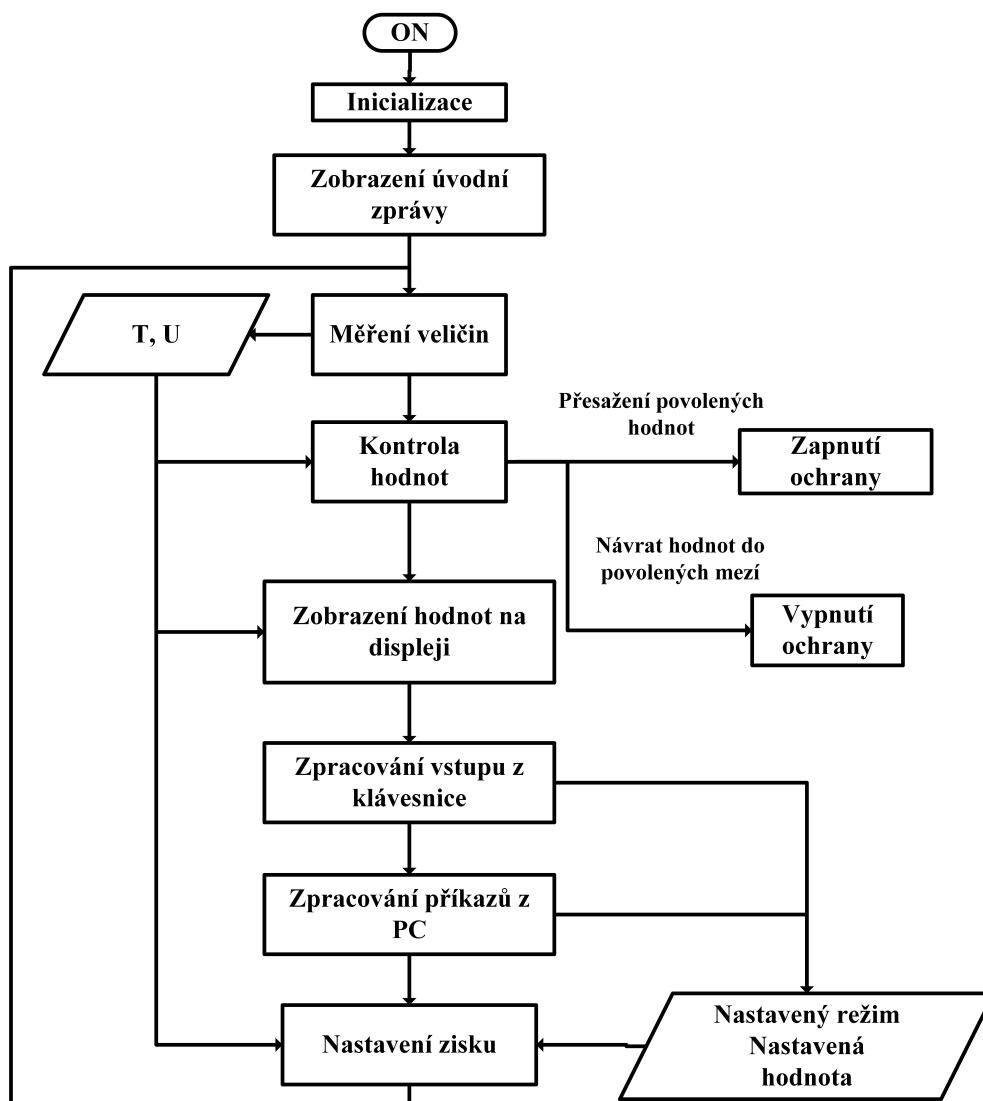 ON
Inicializace
Zobrazení úvodní
zprávy
T, U
Měření veličin
Přesažení povolených
hodnot
Kontrola
hodnot
Zapnutí
ochrany
Návrat hodnot do
povolených mezí
Zobrazení hodnot na
displeji
Vypnutí
ochrany
Zpracování vstupu z
klávesnice
Zpracování příkazů z
PC
Nastavení zisku
Nastavený režim
Nastavená
hodnota